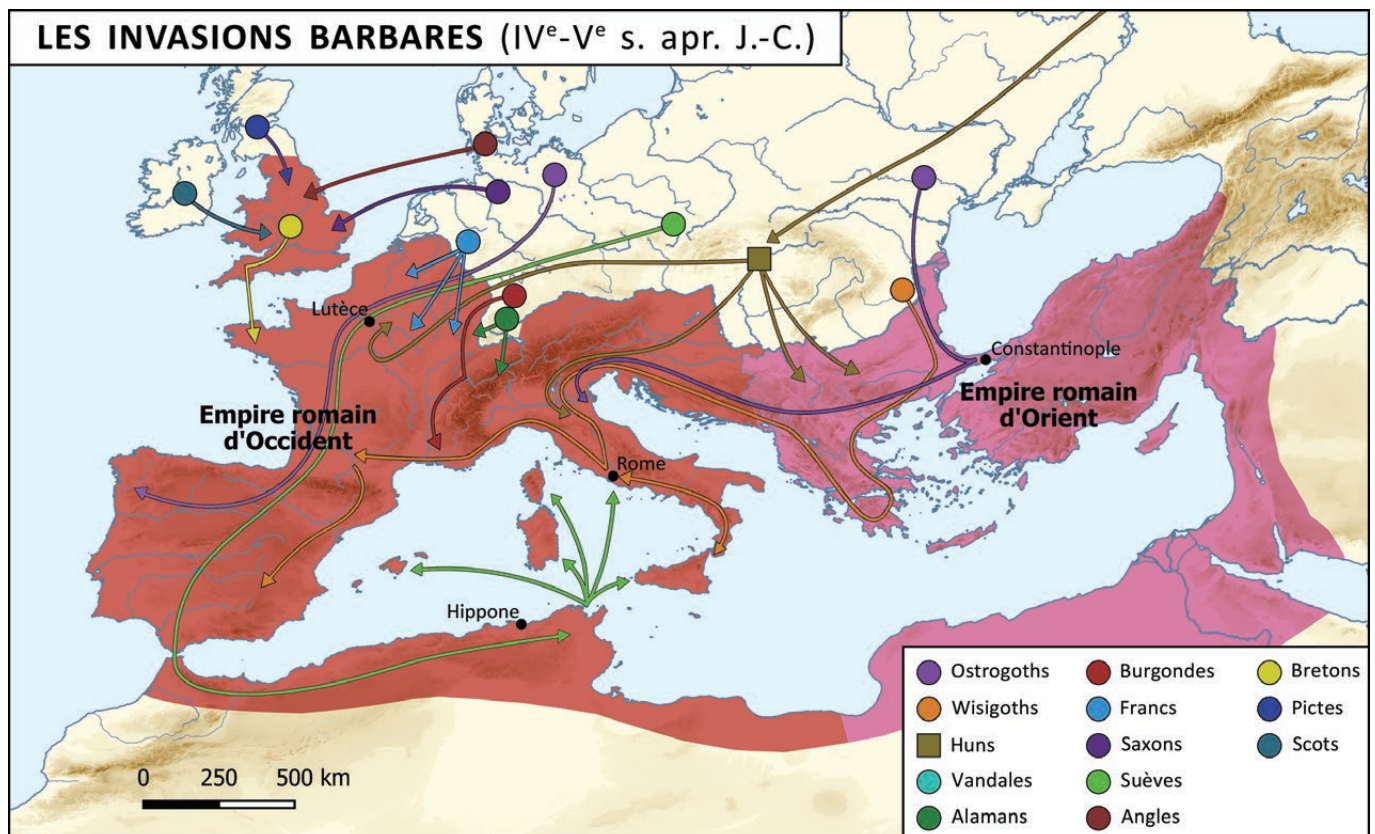 LES INVASIONS BARBARES (IVe-Ve s. apr. J.-C.)
Lutèce
Constantinople
Empire romain
d'Occident
Empire romain
d'Orient
Rome
Hippone
0 250 500 km
Ostrogoths
Wisigoths
Huns
Vandales
Alamans
Burgondes
Francs
Saxons
Suèves
Angles
Bretons
Pictes
Scots